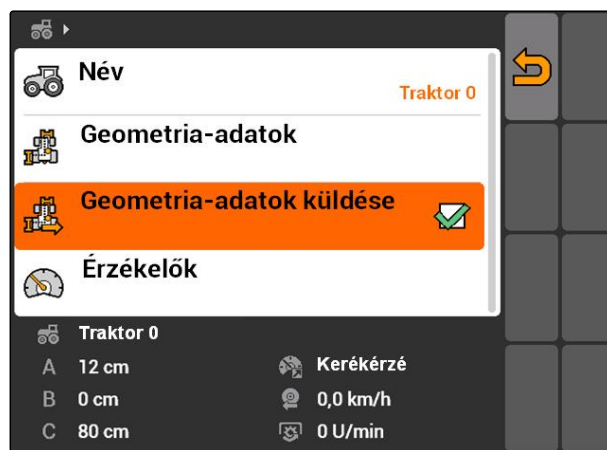 Név
Traktor 0
Geometria-adatok
Geometria-adatok küldése
Érzékelők
Traktor 0
A 12 cm Kerékérzé
B 0 cm 0,0 km/h
C 80 cm 0 U/min